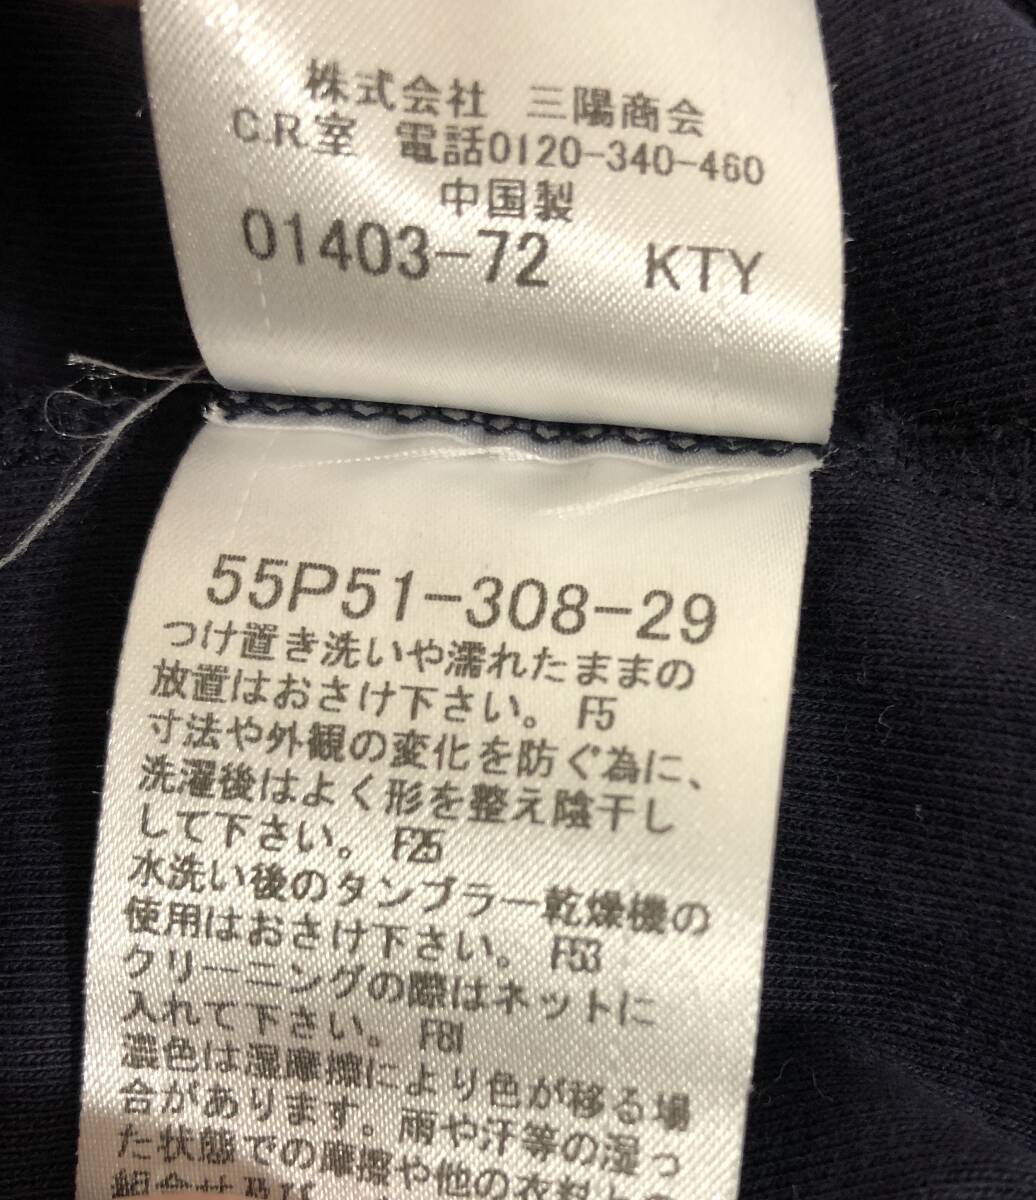 株式会社 三陽商会
C.R.室 電話0120-340-460
中国製
01403-72 KTY
55P51-308-29
つけ置き洗いや濡れたままの
放置はおさけ下さい。 F5
寸法や外観の変化を防ぐ為に、
洗濯後はよく形を整え陰干し
して下さい。 F25
水洗い後のタンブラー乾燥機の
使用はおさけ下さい。 F53
クリーニングの際はネットに
入れて下さい。 F81
濃色は湿摩擦により色が移る場
合があります。雨や汗等の湿っ
た状態での摩擦や他の衣料との
組合せ及び